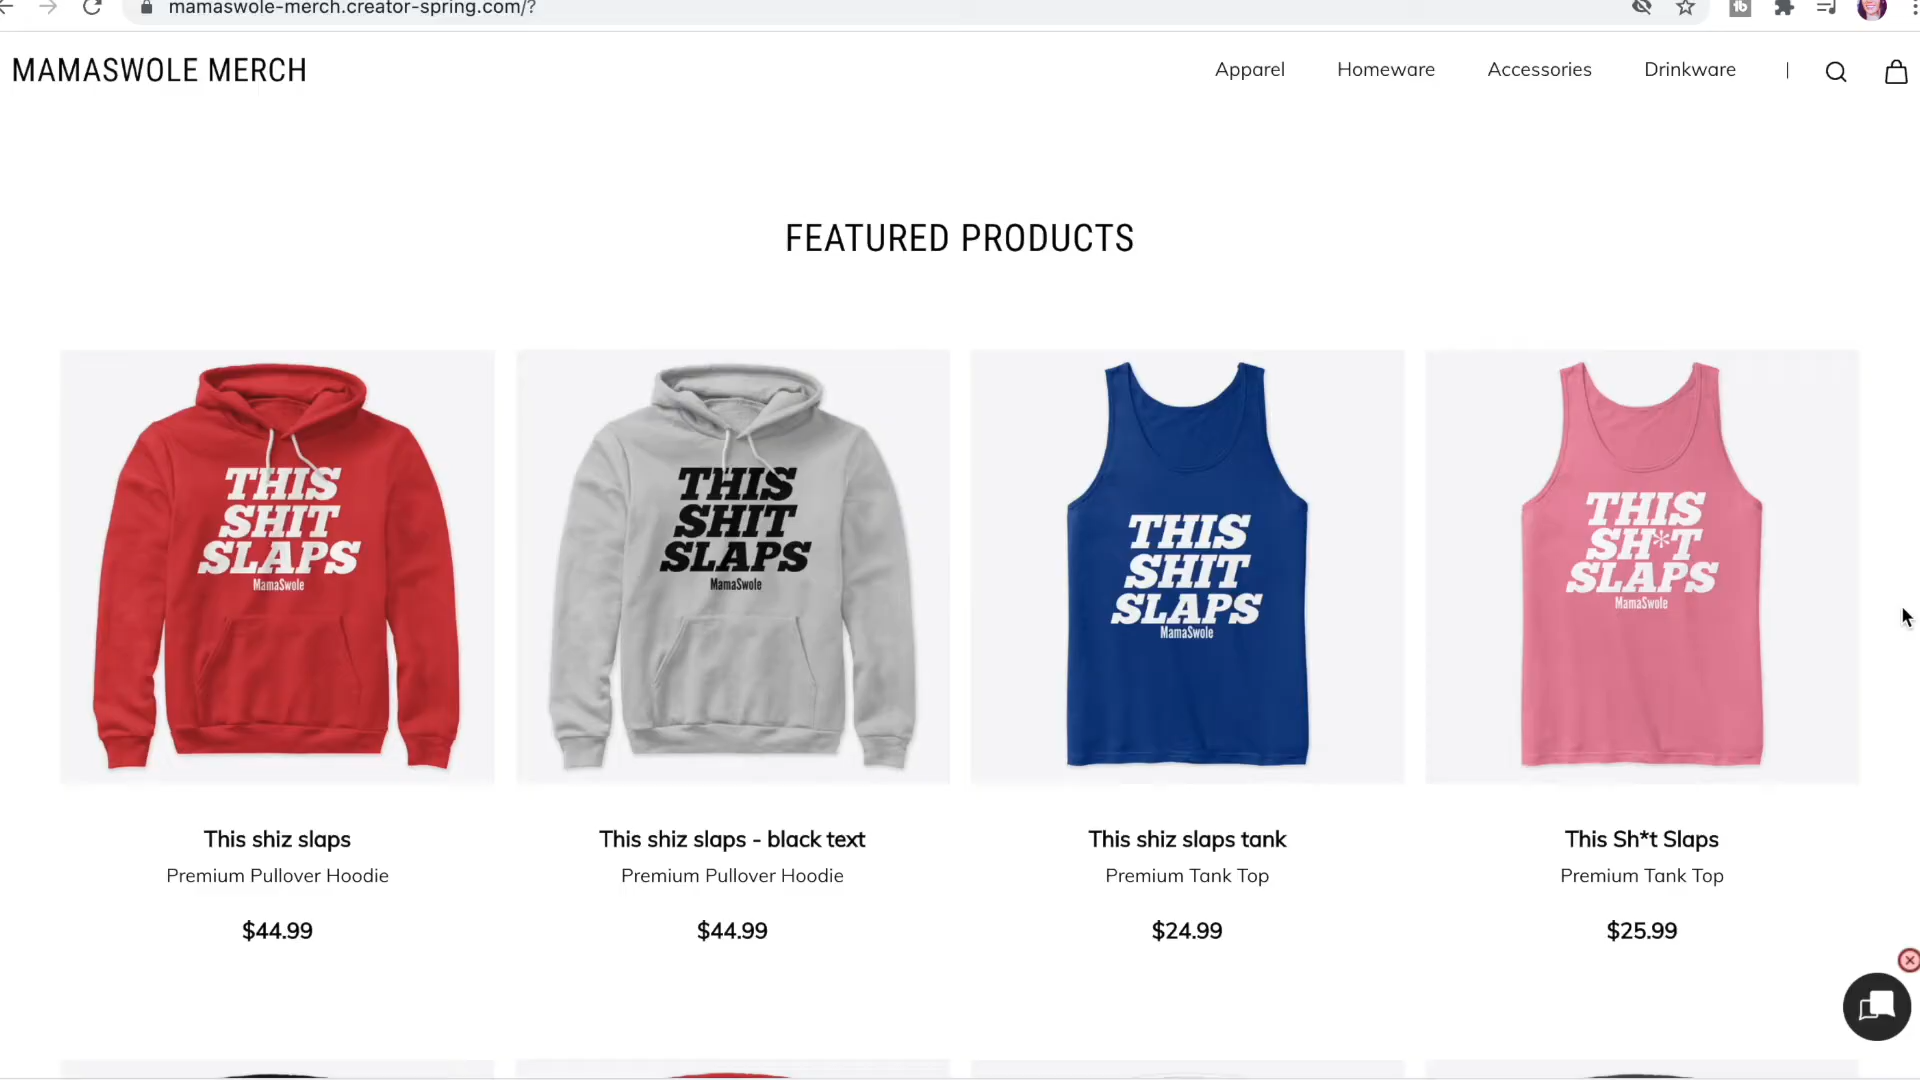 mamaswole-merch.creator-spring.com/?
MAMASWOLE MERCH
Apparel
Homeware
Accessories
Drinkware
FEATURED PRODUCTS
THIS
SHIT
SLAPS
MamaSwole
THIS
SHIT
SLAPS
MamaSwole
THIS
SHIT
SLAPS
MamaSwole
THIS
SH*T
SLAPS
MamaSwole
This shiz slaps
Premium Pullover Hoodie
$44.99
This shiz slaps - black text
Premium Pullover Hoodie
$44.99
This shiz slaps tank
Premium Tank Top
$24.99
This Sh*t Slaps
Premium Tank Top
$25.99